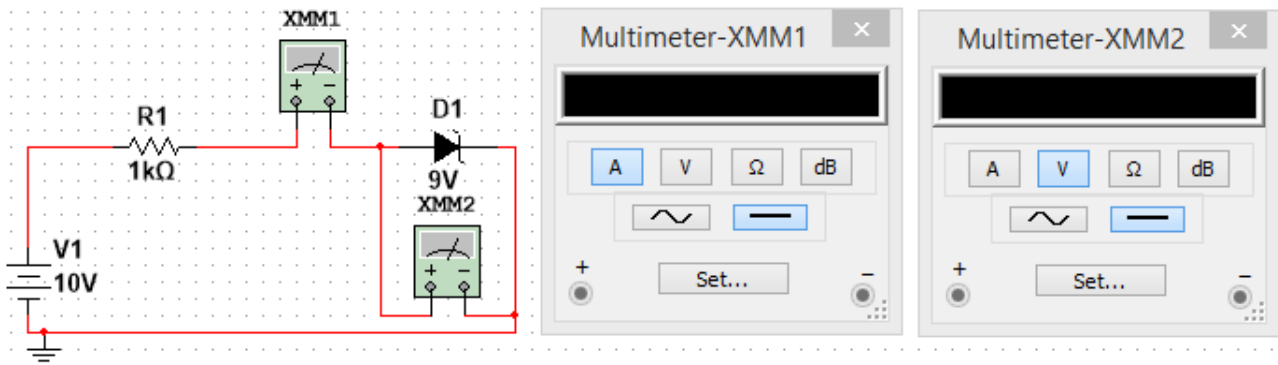 XMM1
R1
1kΩ
D1
9V
XMM2
V1
10V
+ -
+ -
Multimeter-XMM1 ×
A V Ω dB
+ Set... -
Multimeter-XMM2 ×
A V Ω dB
+ Set... -